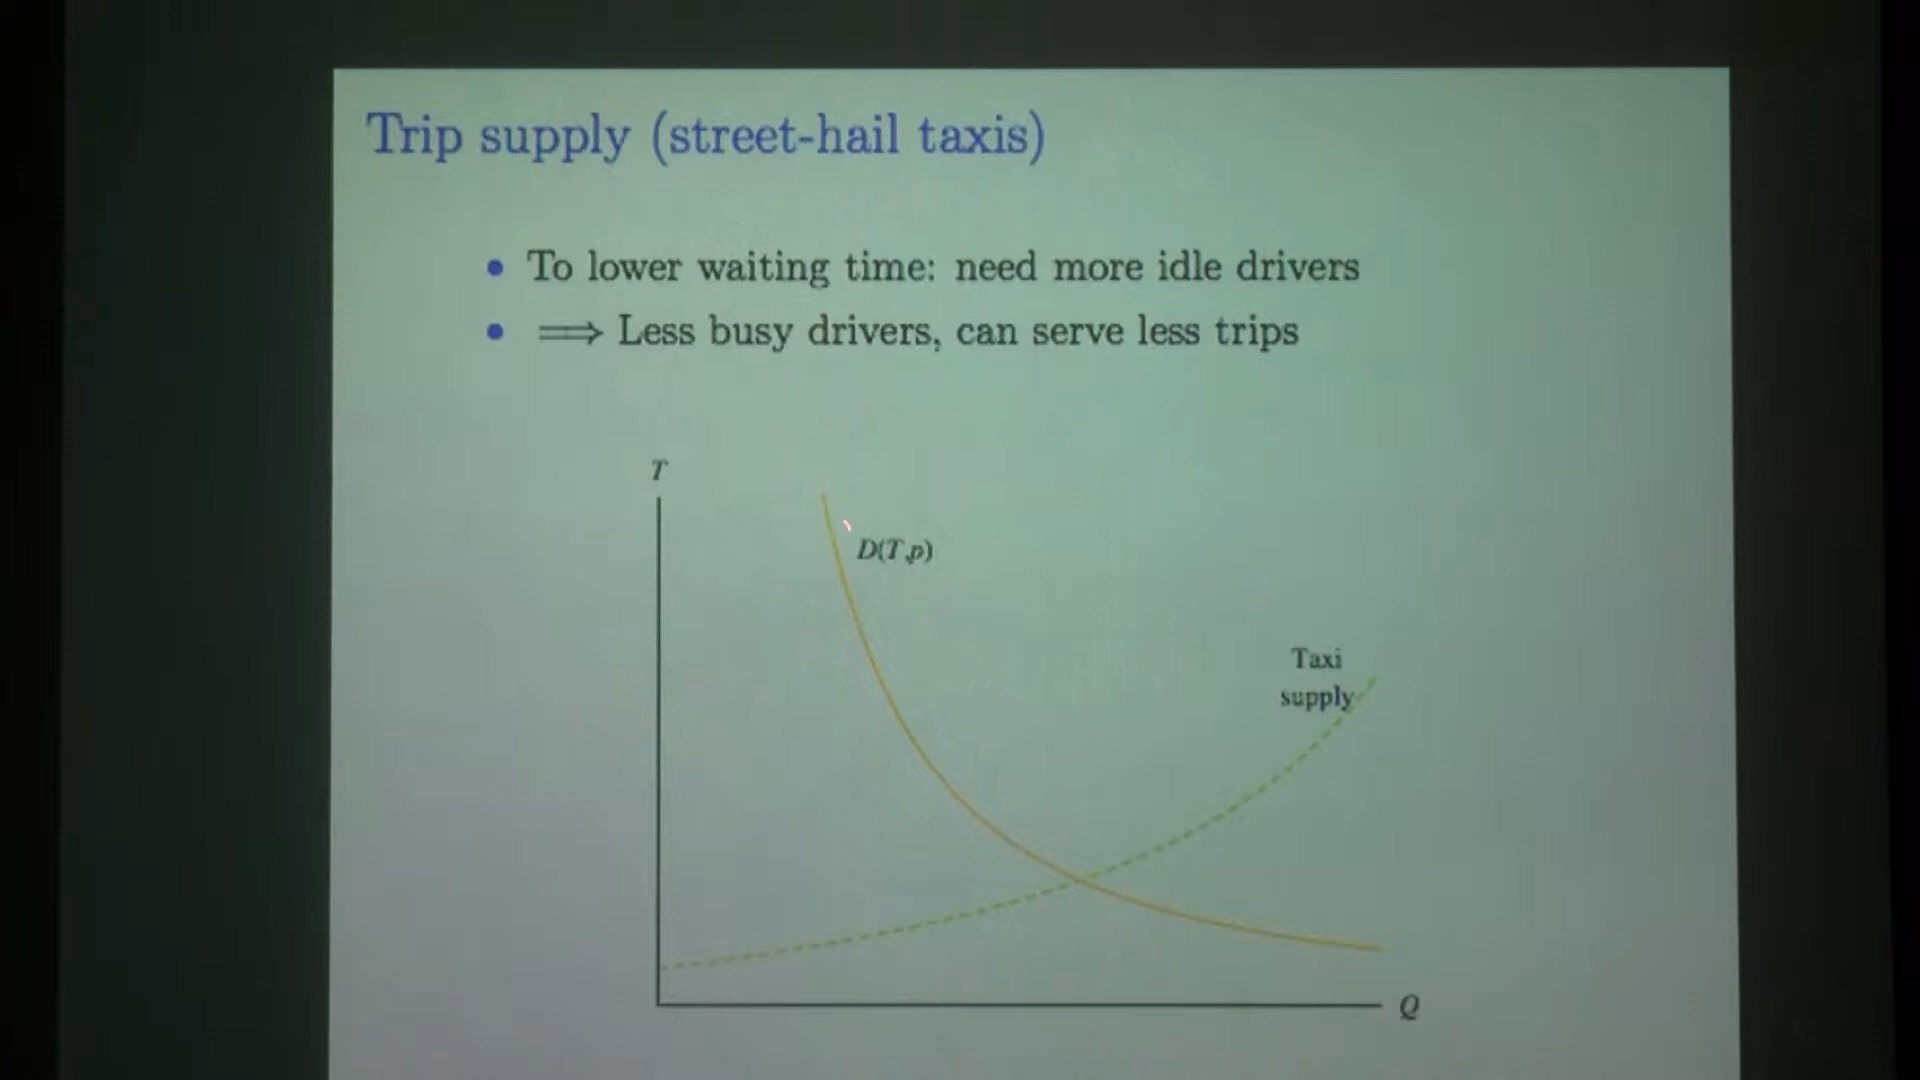 Trip supply (street-hail taxis)
• To lower waiting time: need more idle drivers
• ⟹ Less busy drivers, can serve less trips
T
D(T,p)
Taxi
supply
Q